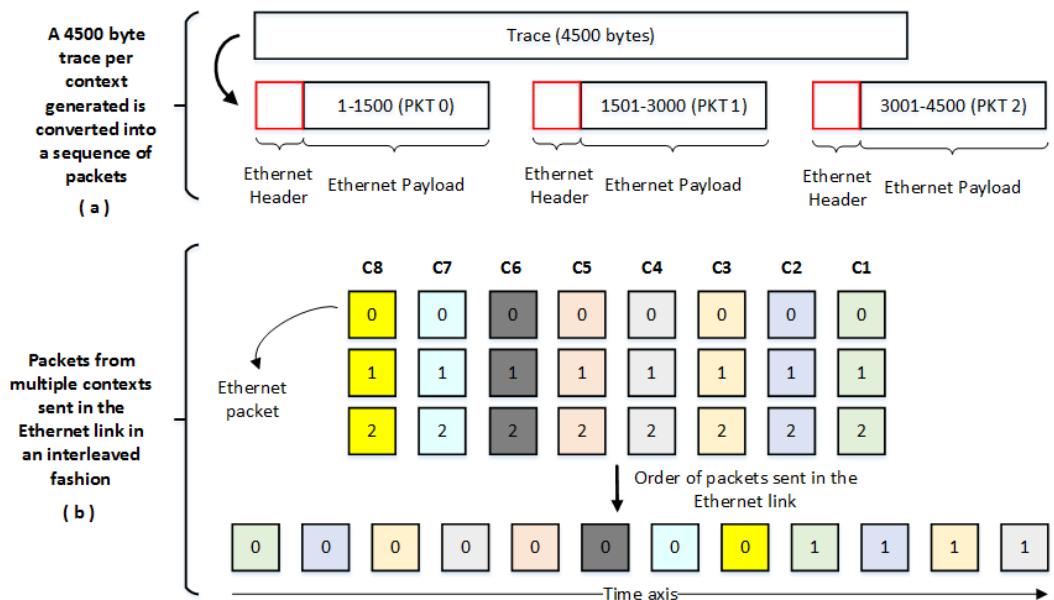 A 4500 byte
trace per
context
generated is
converted into
a sequence of
packets
( a )
Trace (4500 bytes)
1-1500 (PKT 0)
1501-3000 (PKT 1)
3001-4500 (PKT 2)
Ethernet
Header
Ethernet Payload
Ethernet
Header
Ethernet Payload
Ethernet
Header
Ethernet Payload
Packets from
multiple contexts
sent in the
Ethernet link in
an interleaved
fashion
( b )
C8 C7 C6 C5 C4 C3 C2 C1
0 0 0 0 0 0 0 0
1 1 1 1 1 1 1 1
2 2 2 2 2 2 2 2
Ethernet
packet
Order of packets sent in the
Ethernet link
0 0 0 0 0 0 0 0 1 1 1 1
Time axis